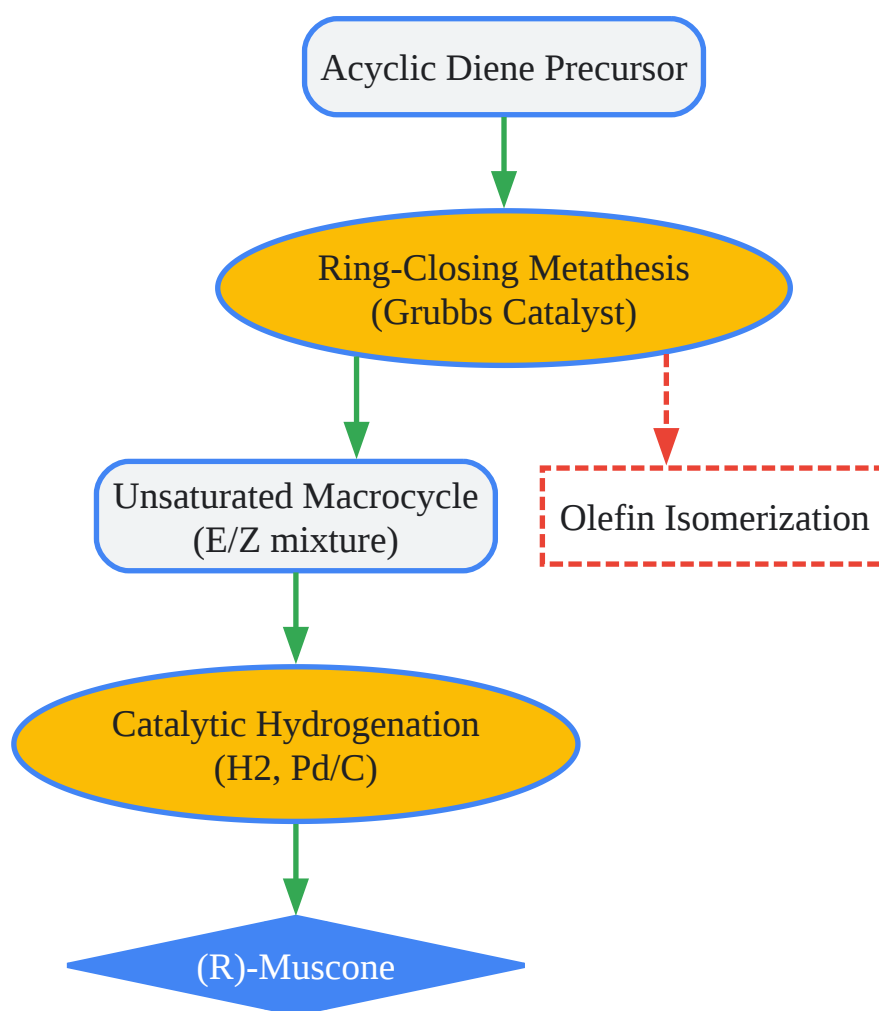 Acyclic Diene Precursor
Ring-Closing Metathesis
(Grubbs Catalyst)
Unsaturated Macrocycle
(E/Z mixture)
Olefin Isomerization
Catalytic Hydrogenation
(H2, Pd/C)
(R)-Muscone